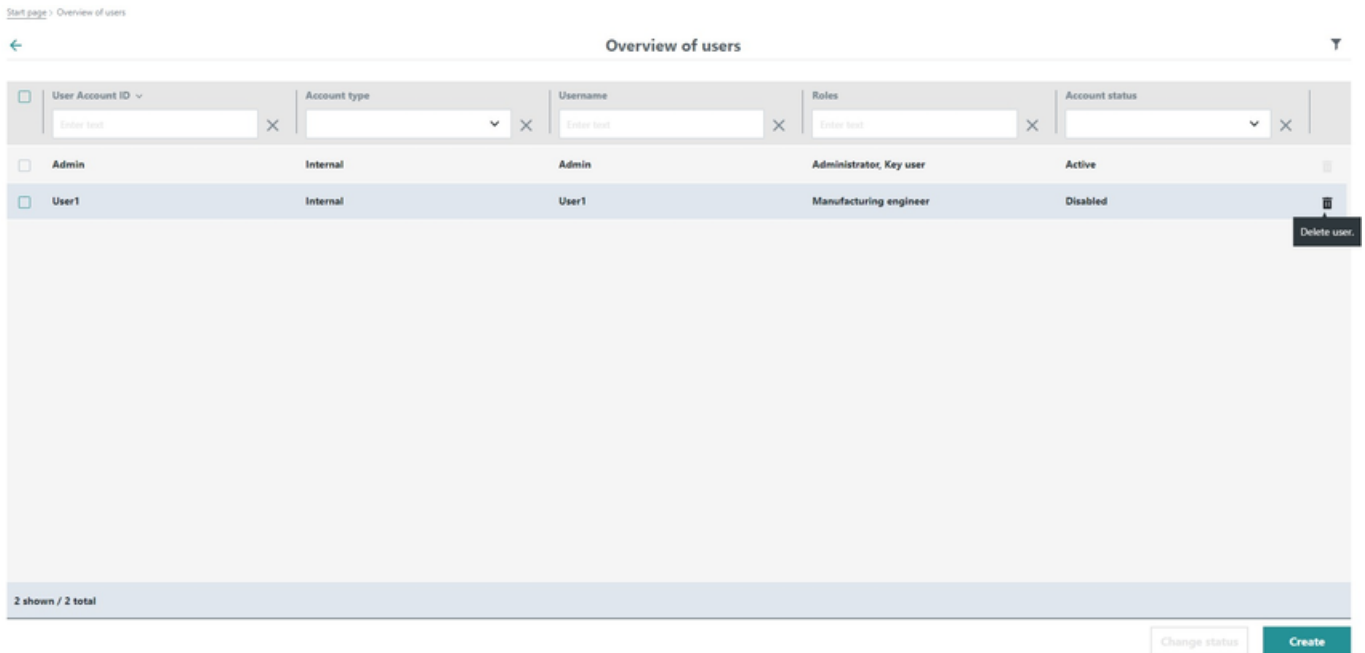 Start page > Overview of users
Overview of users
User Account ID Account type Username Roles Account status
Enter text Enter text Enter text
Admin Internal Admin Administrator, Key user Active
User1 Internal User1 Manufacturing engineer Disabled
Delete user.
2 shown / 2 total
Change status Create